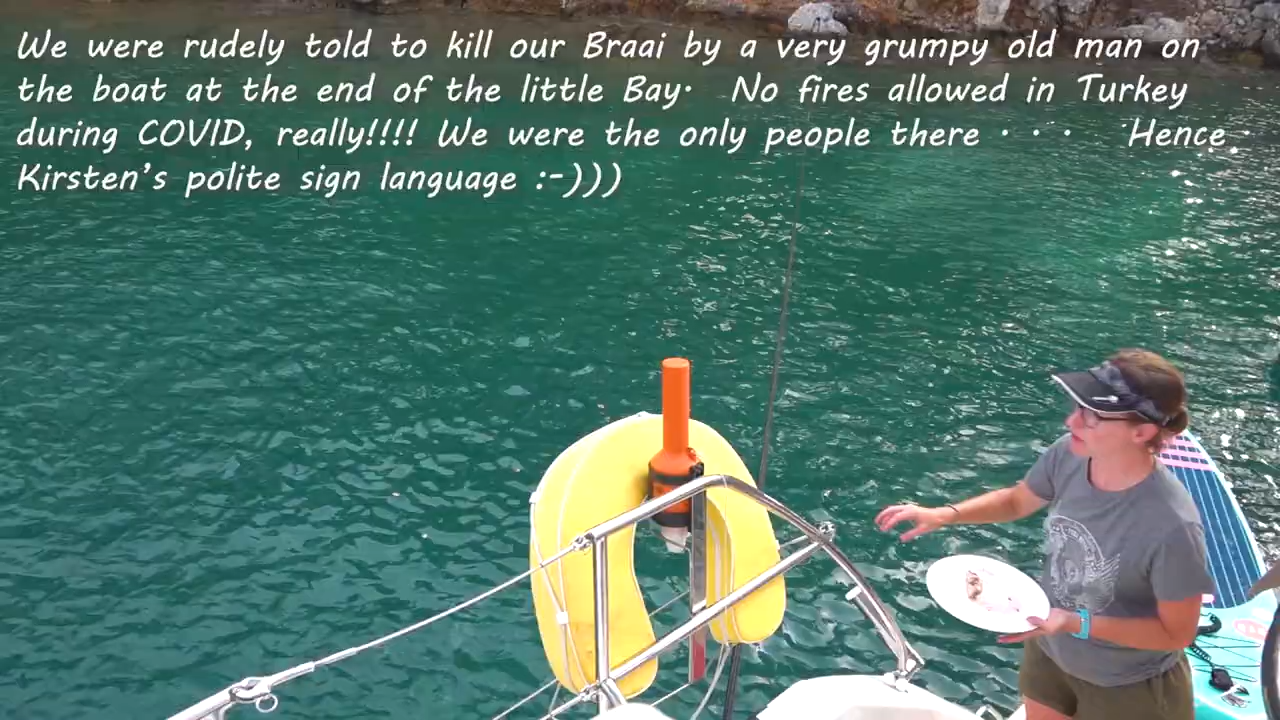 We were rudely told to kill our Braai by a very grumpy old man on
the boat at the end of the little Bay. No fires allowed in Turkey
during COVID, really!!!! We were the only people there . . . Hence
Kirsten's polite sign language :-)))